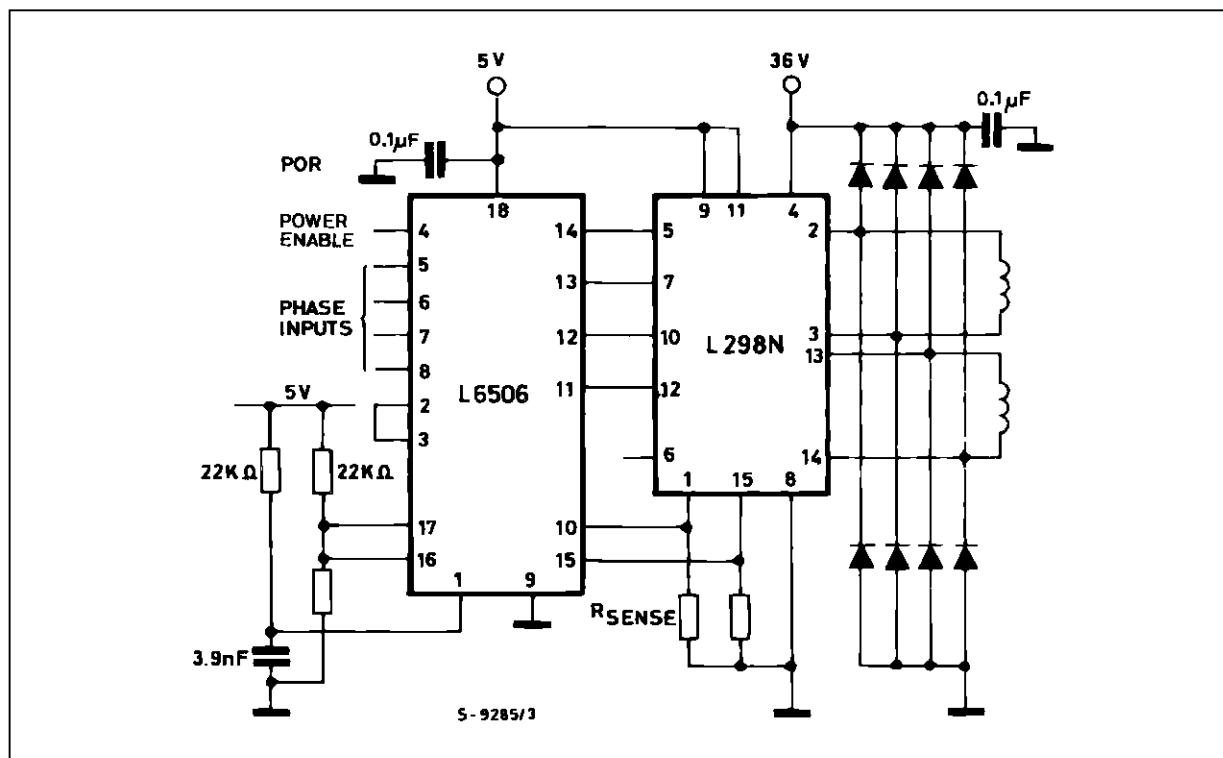 5 V 36 V
0.1µF
0.1µF
POR
18 9 11 4
POWER
ENABLE
4 14 5 2
5
13 7
6
PHASE
INPUTS
7 12 10 L298N 3
13
8
L6506 11 12
5V
2
3
6 14
22KΩ 22KΩ
1 15 8
17 10
16 15
1 9
RSENSE
3.9nF
S-9285/3